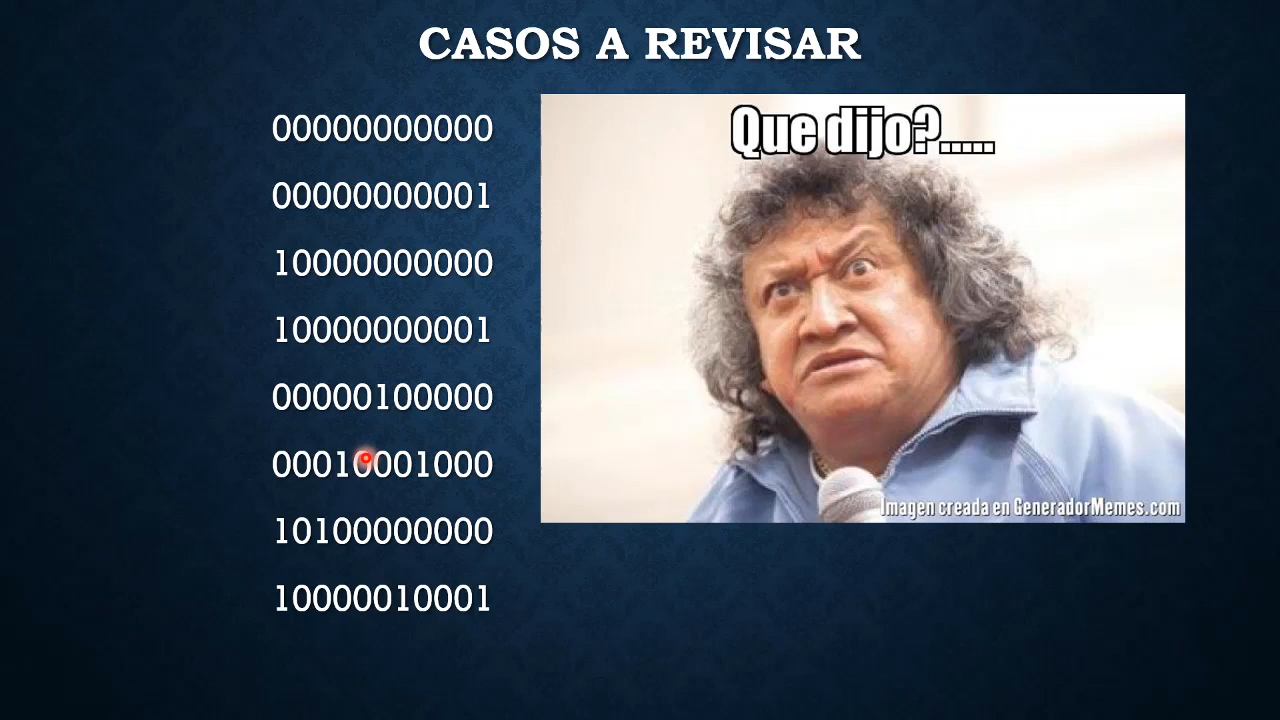 CASOS A REVISAR
00000000000
00000000001
10000000000
10000000001
00000100000
00010001000
10100000000
10000010001
Que dijo?.....
Imagen creada en GeneradorMemes.com